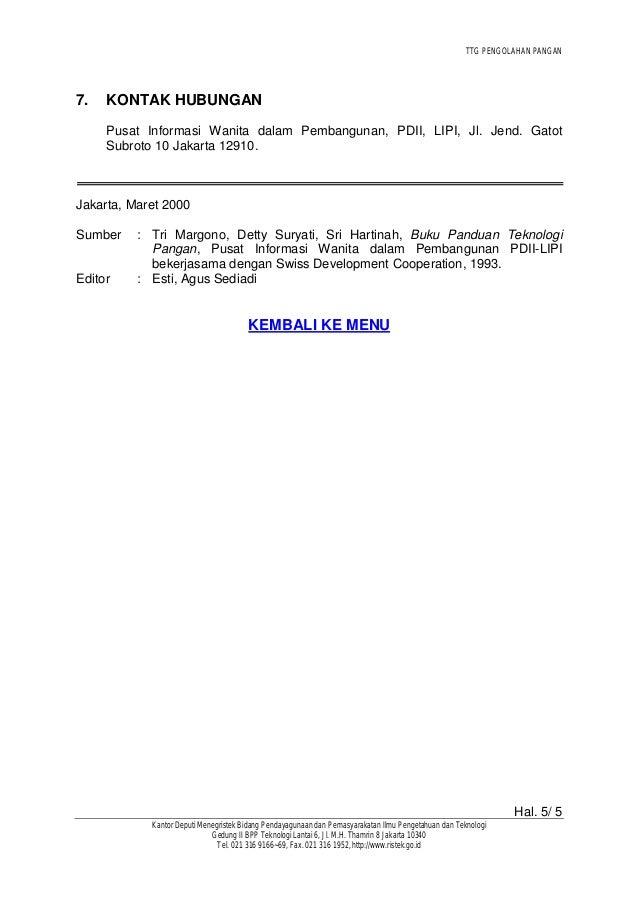 TTG PENGOLAHAN PANGAN
7. KONTAK HUBUNGAN
Pusat Informasi Wanita dalam Pembangunan, PDII, LIPI, Jl. Jend. Gatot
Subroto 10 Jakarta 12910.
Jakarta, Maret 2000
Sumber : Tri Margono, Detty Suryati, Sri Hartinah, Buku Panduan Teknologi
Pangan, Pusat Informasi Wanita dalam Pembangunan PDII-LIPI
bekerjasama dengan Swiss Development Cooperation, 1993.
Editor : Esti, Agus Sediadi
KEMBALI KE MENU
Hal. 5/ 5
Kantor Deputi Menegristek Bidang Pendayagunaan dan Pemasyarakatan Ilmu Pengetahuan dan Teknologi
Gedung II BPP Teknologi Lantai 6, Jl. M.H. Thamrin 8 Jakarta 10340
Tel. 021 316 9166~69, Fax. 021 316 1952, http://www.ristek.go.id